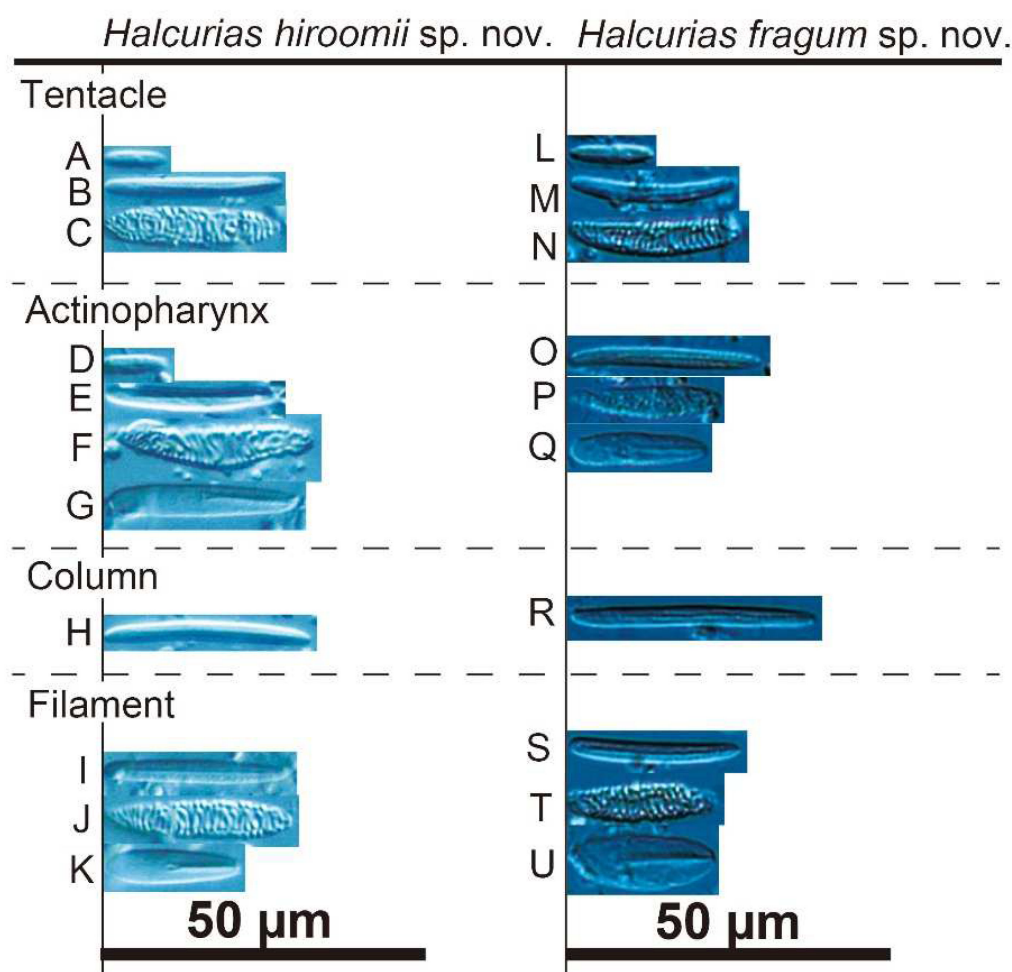 Halcurias hiroomii sp. nov. Halcurias fragum sp. nov.
Tentacle
A L
B M
C N
Actinopharynx
D O
E P
F Q
G
Column
H R
Filament
I S
J T
K U
50 µm 50 µm